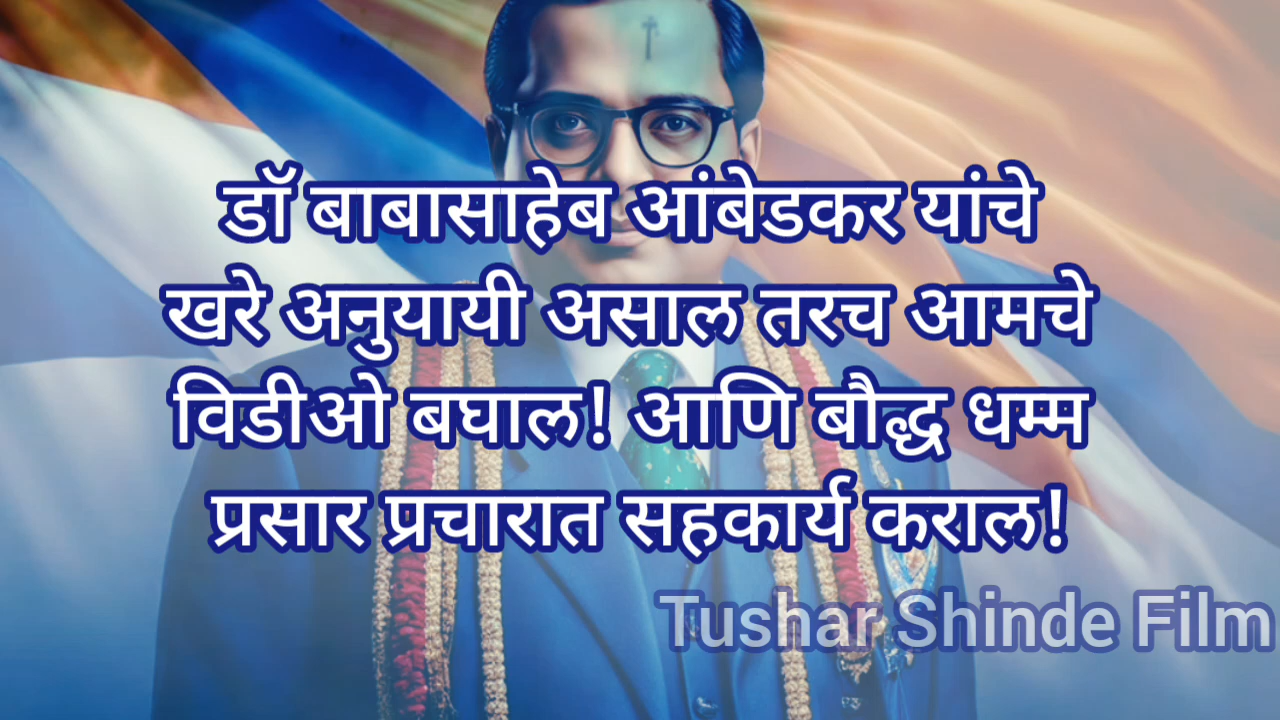 डॉ बाबासाहेब आंबेडकर यांचे
खरे अनुयायी असाल तरच आमचे
विडीओ बघाल! आणि बौद्ध धम्म
प्रसार प्रचारात सहकार्य कराल!
Tushar Shinde Film